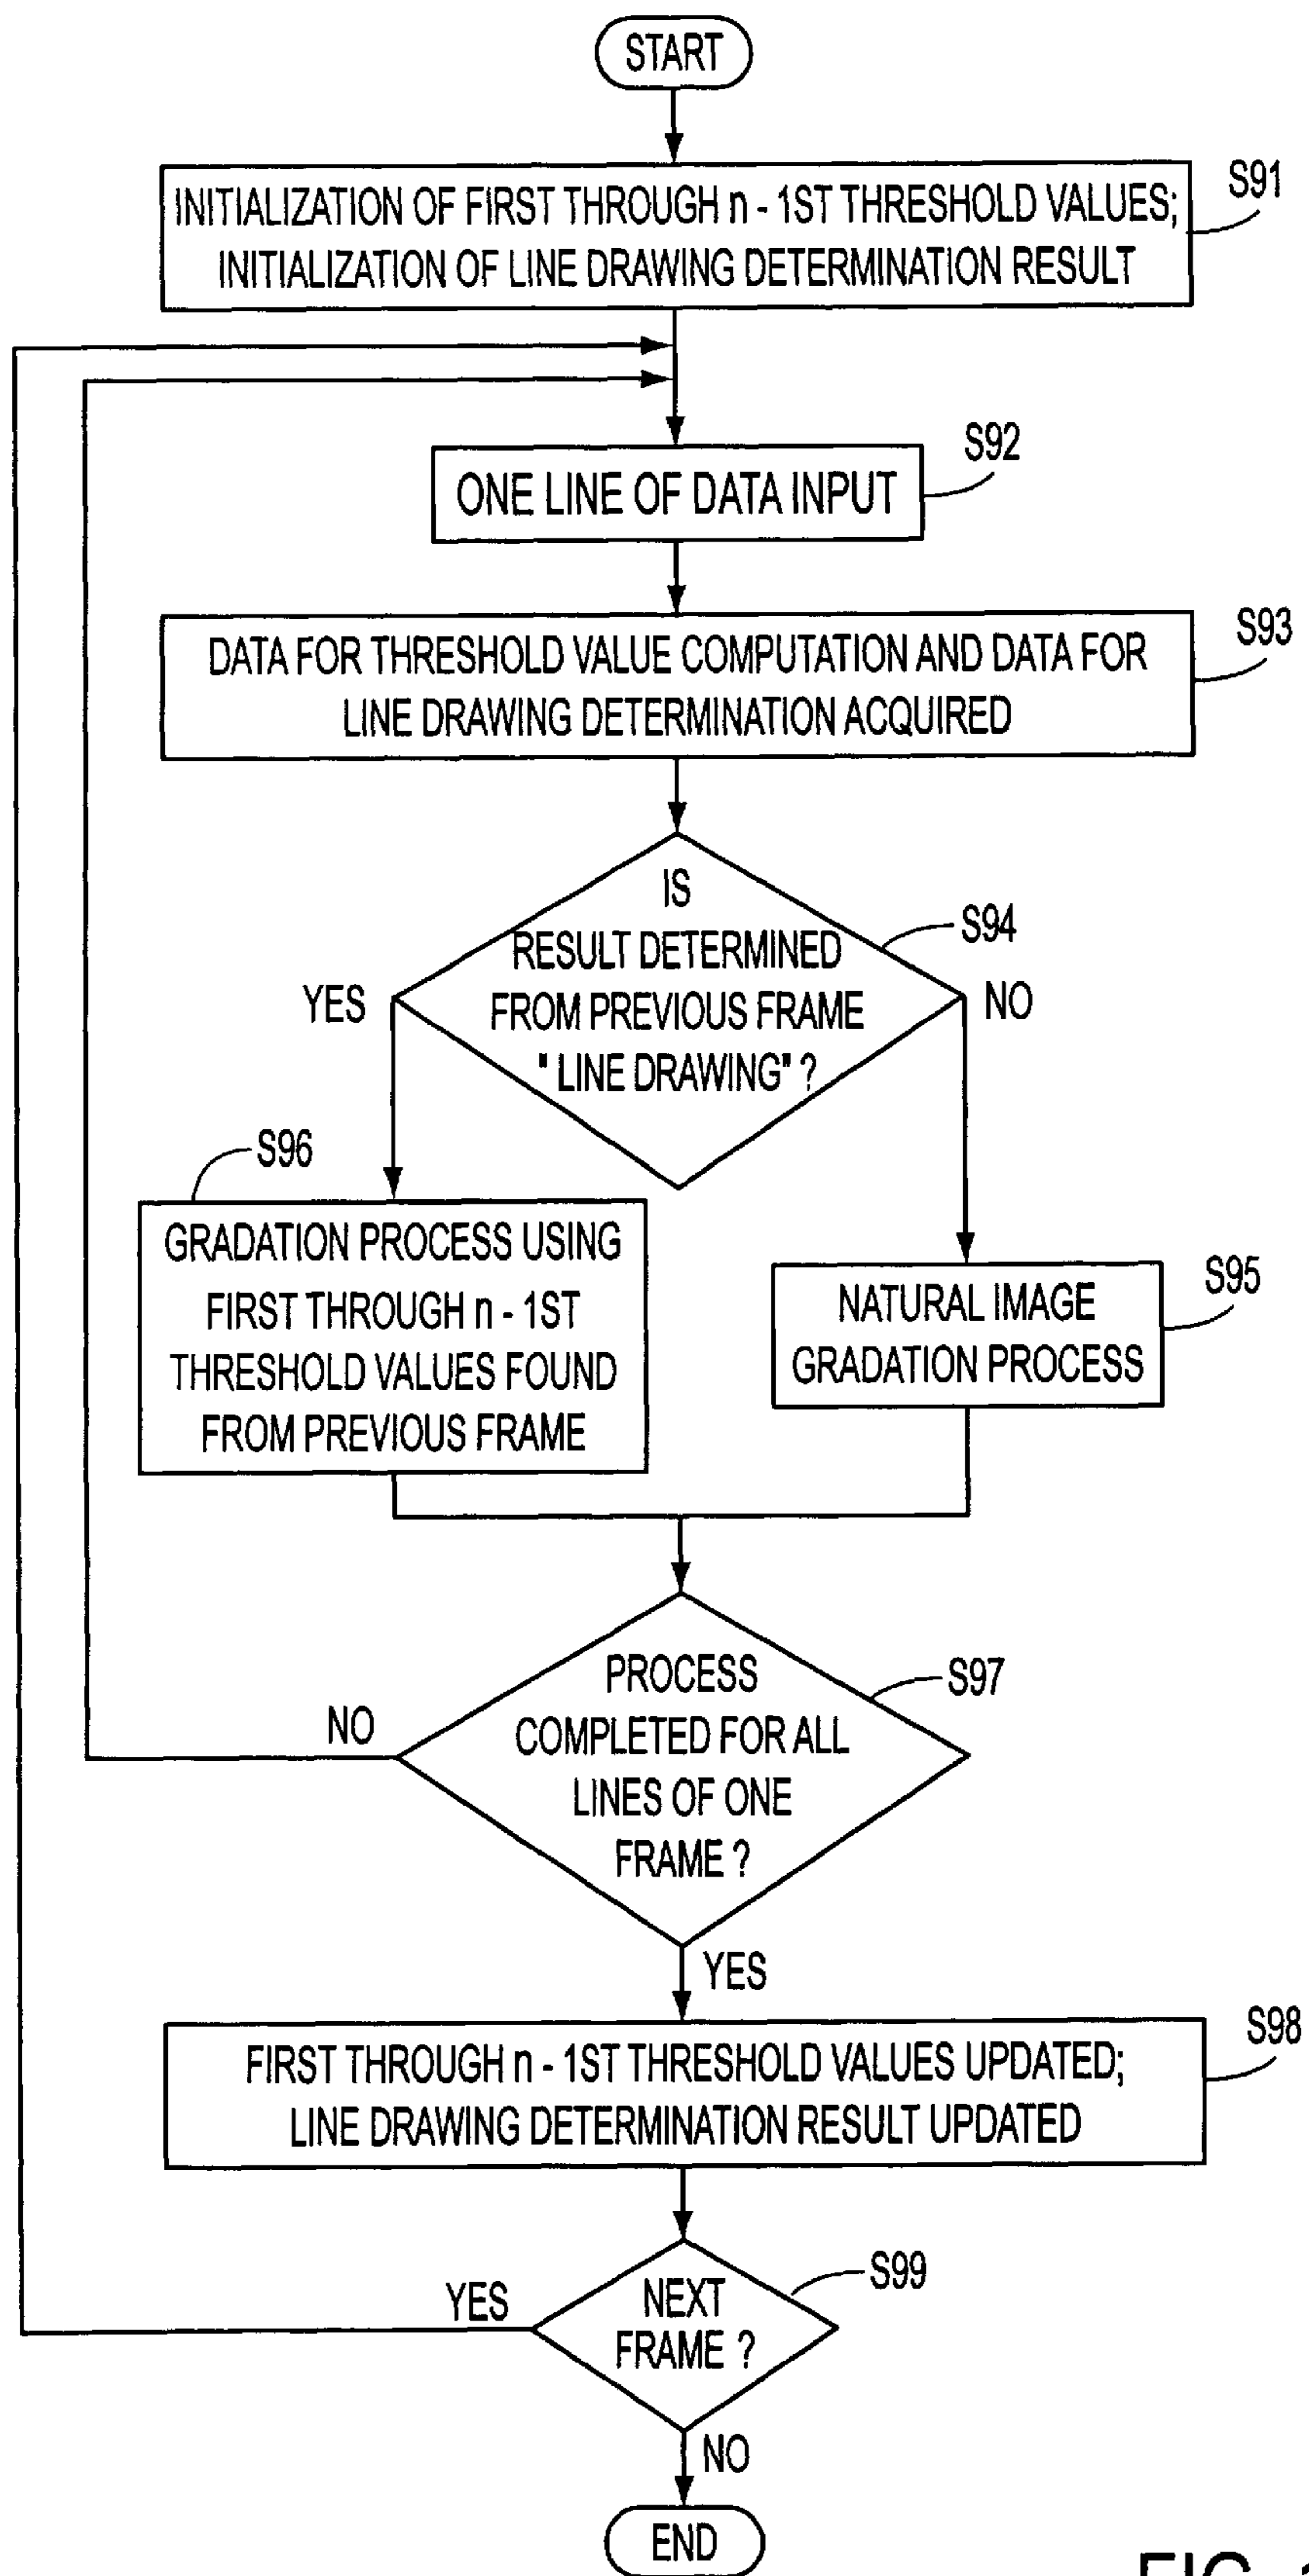 START
INITIALIZATION OF FIRST THROUGH n - 1ST THRESHOLD VALUES;
INITIALIZATION OF LINE DRAWING DETERMINATION RESULT
S91
ONE LINE OF DATA INPUT
S92
DATA FOR THRESHOLD VALUE COMPUTATION AND DATA FOR
LINE DRAWING DETERMINATION ACQUIRED
S93
IS
RESULT DETERMINED
FROM PREVIOUS FRAME
" LINE DRAWING" ?
S94
YES
NO
S96
GRADATION PROCESS USING
FIRST THROUGH n - 1ST
THRESHOLD VALUES FOUND
FROM PREVIOUS FRAME
NATURAL IMAGE
GRADATION PROCESS
S95
PROCESS
COMPLETED FOR ALL
LINES OF ONE
FRAME ?
S97
NO
YES
FIRST THROUGH n - 1ST THRESHOLD VALUES UPDATED;
LINE DRAWING DETERMINATION RESULT UPDATED
S98
NEXT
FRAME ?
S99
YES
NO
END
FIG.